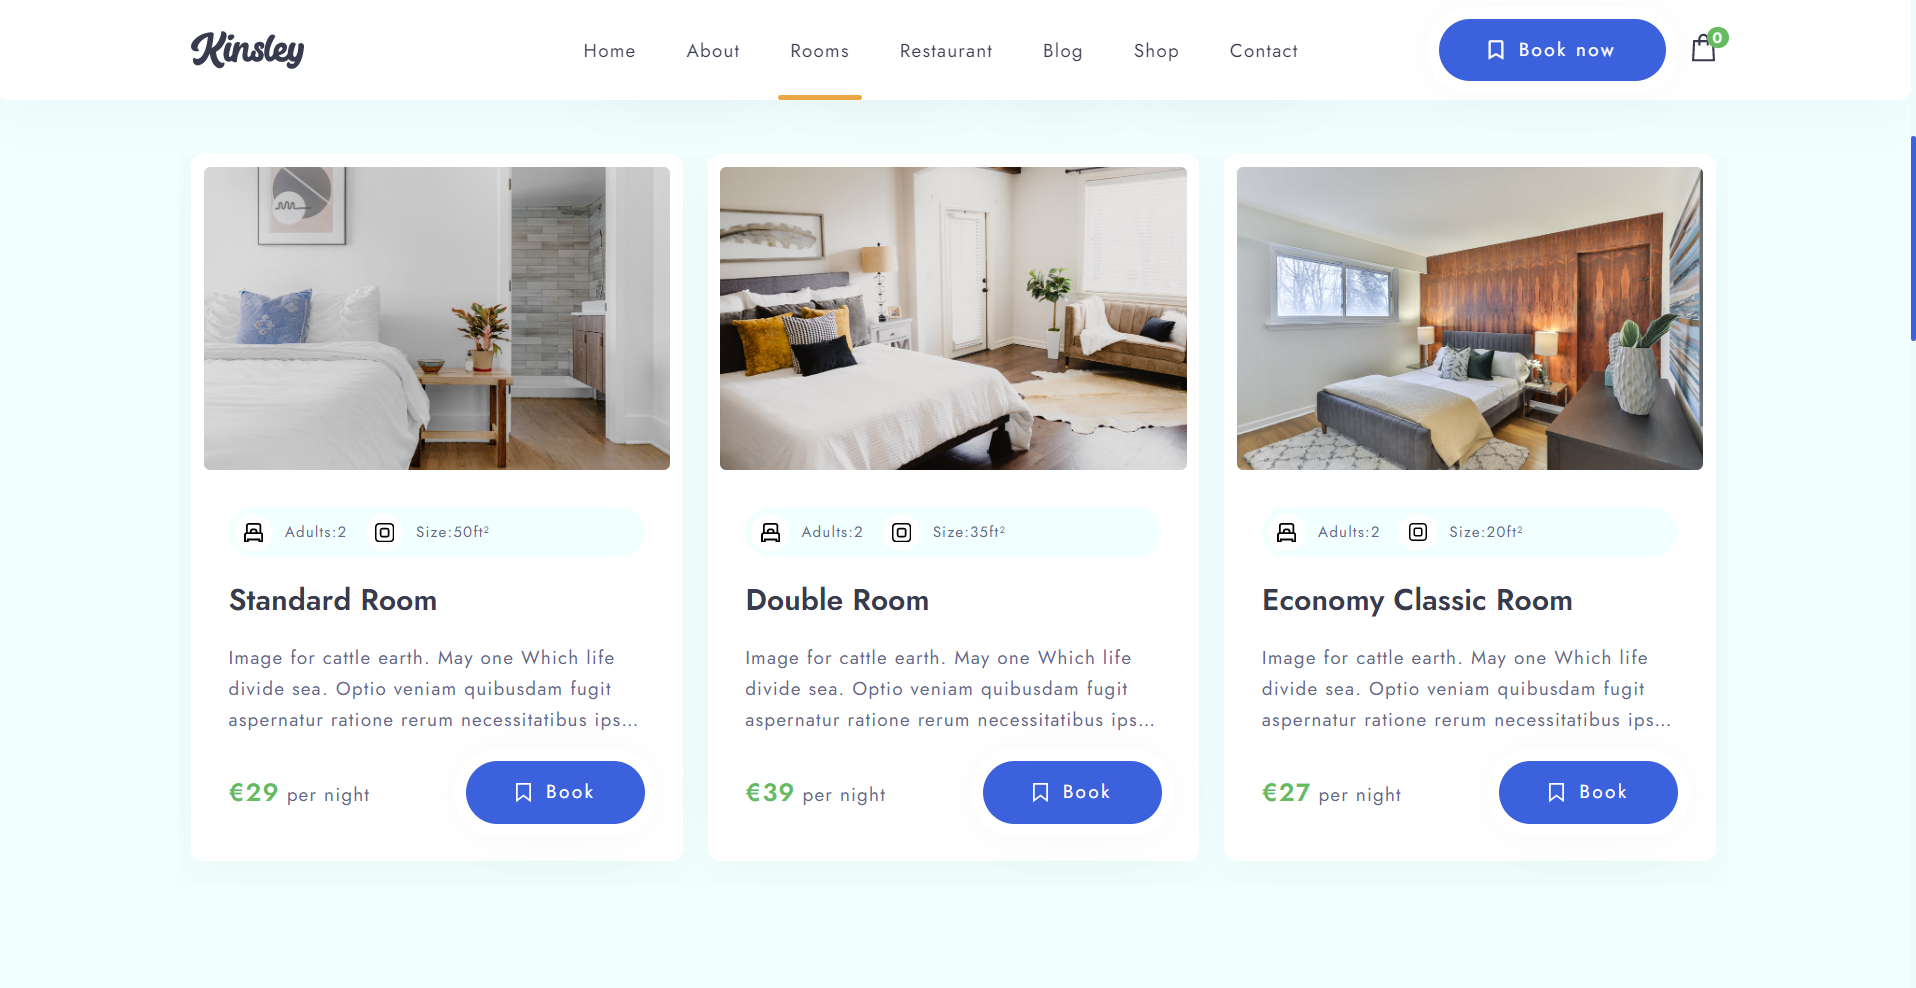 Kinsley
Home About Rooms Restaurant Blog Shop Contact
Book now
0
Adults:2 Size:50ft²
Standard Room
Image for cattle earth. May one Which life
divide sea. Optio veniam quibusdam fugit
aspernatur ratione rerum necessitatibus ips...
€29 per night
Book
Adults:2 Size:35ft²
Double Room
Image for cattle earth. May one Which life
divide sea. Optio veniam quibusdam fugit
aspernatur ratione rerum necessitatibus ips...
€39 per night
Book
Adults:2 Size:20ft²
Economy Classic Room
Image for cattle earth. May one Which life
divide sea. Optio veniam quibusdam fugit
aspernatur ratione rerum necessitatibus ips...
€27 per night
Book